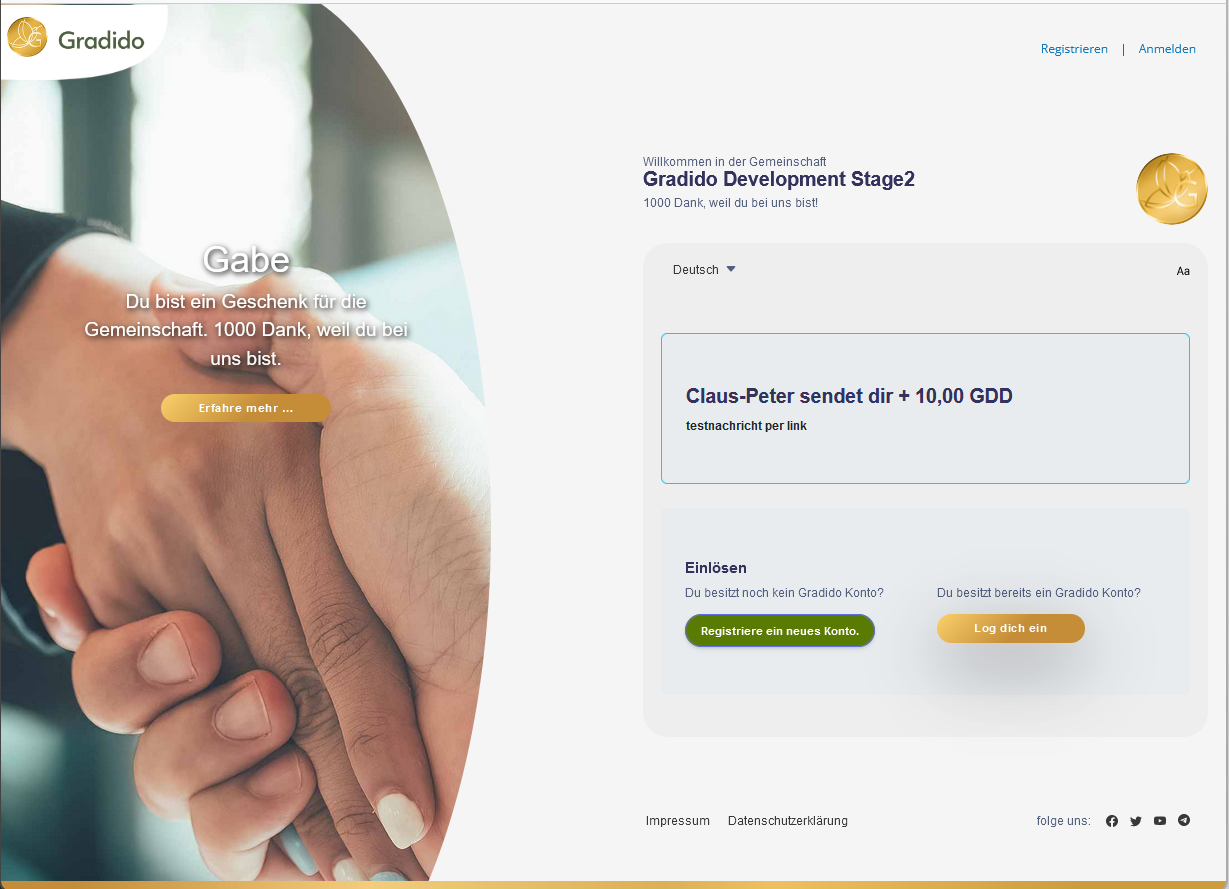 Gradido
Registrieren | Anmelden
Willkommen in der Gemeinschaft
Gradido Development Stage2
1000 Dank, weil du bei uns bist!
Gabe
Du bist ein Geschenk für die
Gemeinschaft. 1000 Dank, weil du bei
uns bist.
Erfahre mehr ...
Deutsch
Aa
Claus-Peter sendet dir + 10,00 GDD
testnachricht per link
Einlösen
Du besitzt noch kein Gradido Konto?
Registriere ein neues Konto.
Du besitzt bereits ein Gradido Konto?
Log dich ein
Impressum Datenschutzerklärung
folge uns: